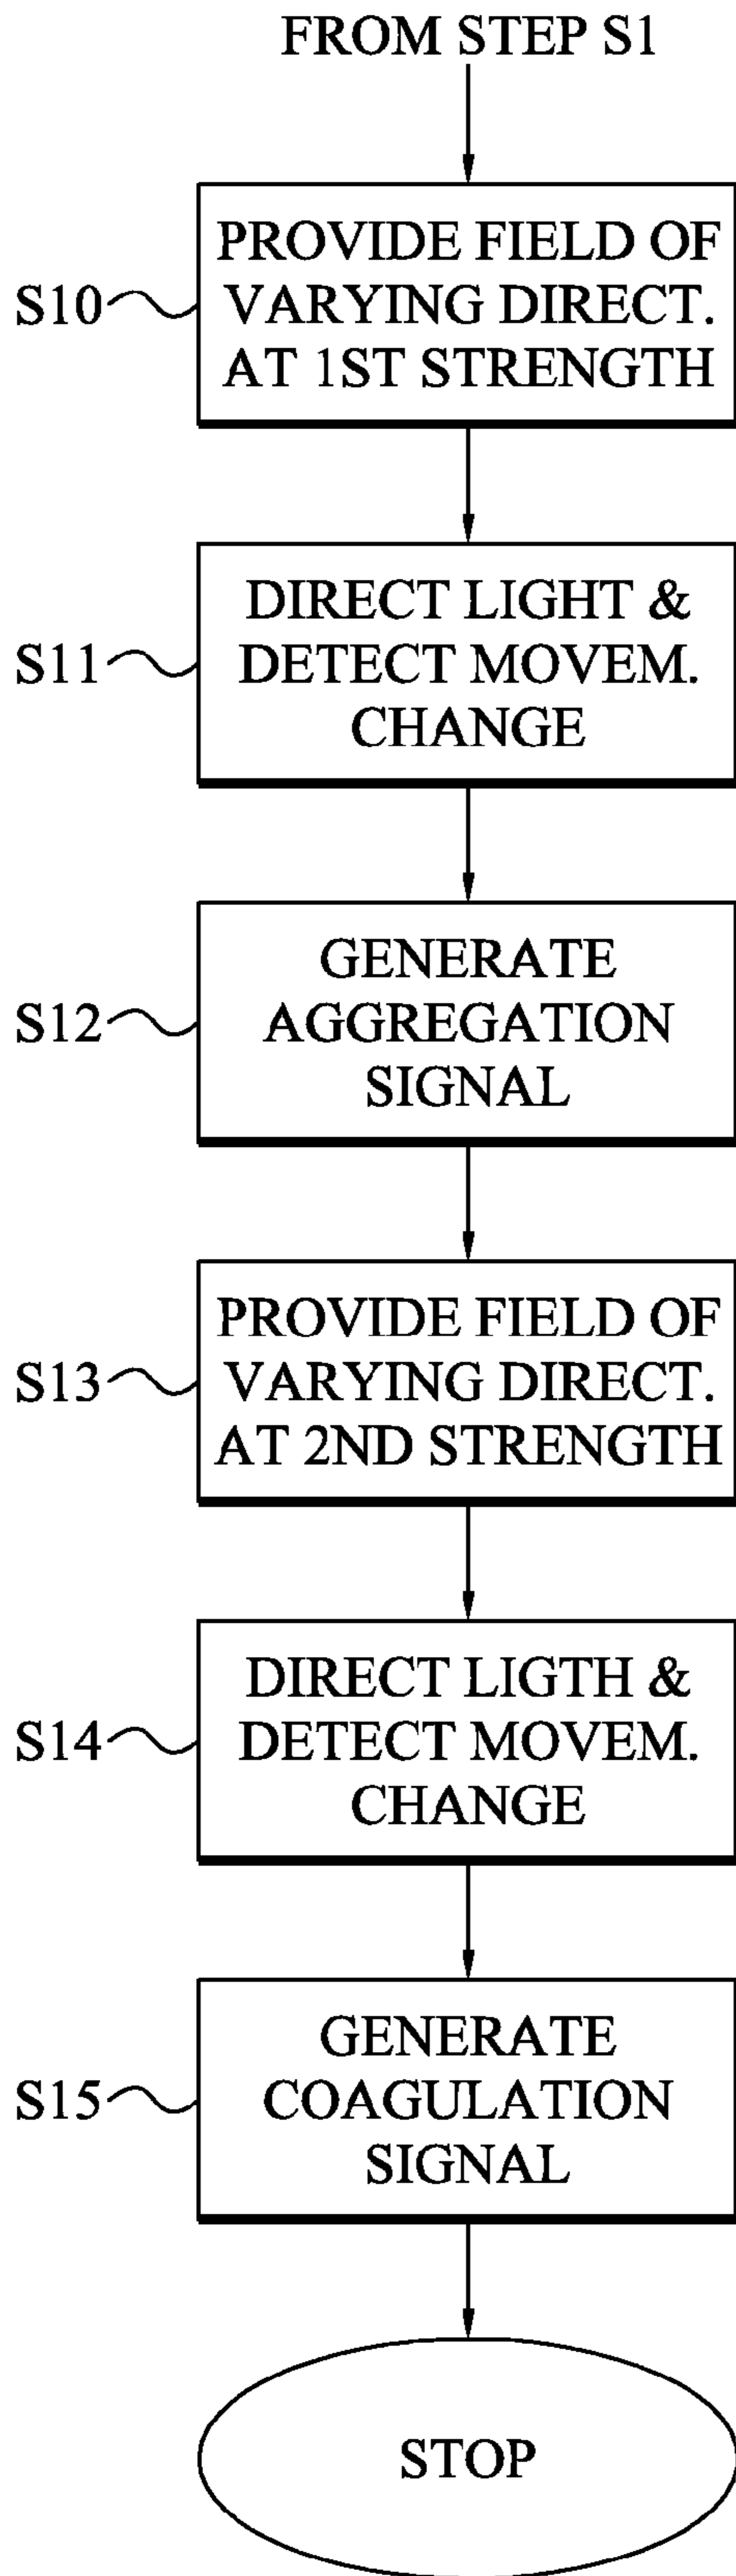 FROM STEP S1
PROVIDE FIELD OF
VARYING DIRECT.
AT 1ST STRENGTH
S10
DIRECT LIGHT &
DETECT MOVEM.
CHANGE
S11
GENERATE
AGGREGATION
SIGNAL
S12
PROVIDE FIELD OF
VARYING DIRECT.
AT 2ND STRENGTH
S13
DIRECT LIGTH &
DETECT MOVEM.
CHANGE
S14
GENERATE
COAGULATION
SIGNAL
S15
STOP